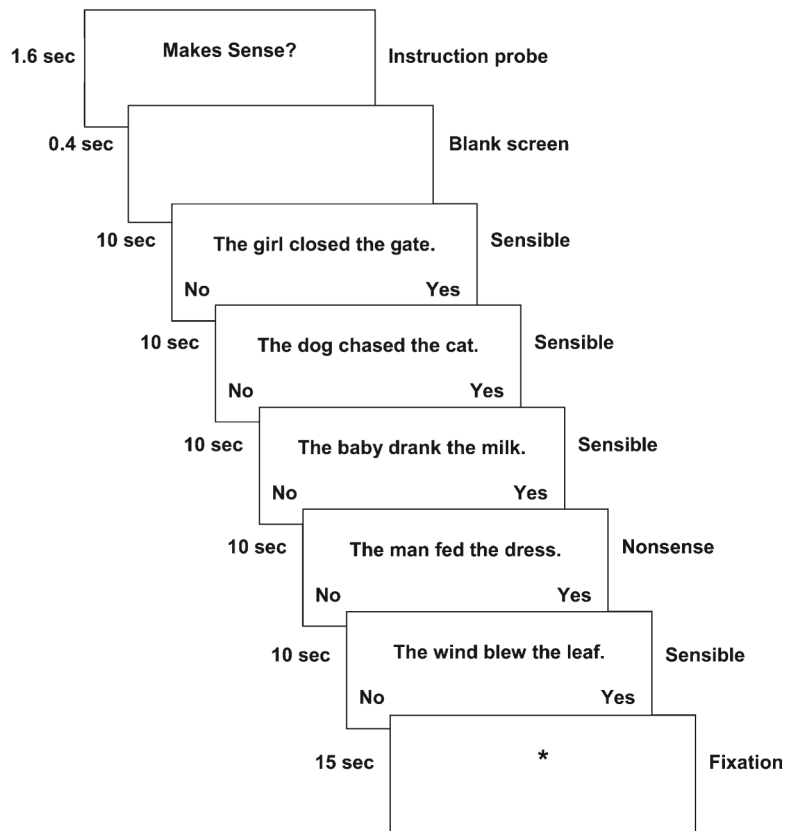 Makes Sense?
1.6 sec
Instruction probe
0.4 sec
Blank screen
10 sec
The girl closed the gate.
Sensible
No
Yes
10 sec
The dog chased the cat.
Sensible
No
Yes
10 sec
The baby drank the milk.
Sensible
No
Yes
10 sec
The man fed the dress.
Nonsense
No
Yes
10 sec
The wind blew the leaf.
Sensible
No
Yes
15 sec
*
Fixation